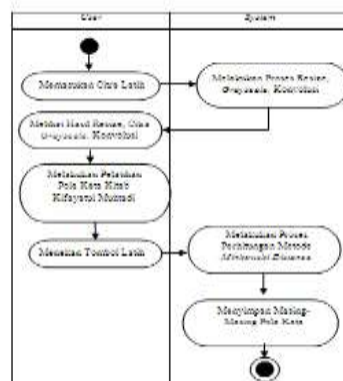 User
System
Memasukan Citra Latih
Melakukan Proses Resize,
Grayscale, Konvolusi
Melihat Hasil Resize, Citra
Grayscale, Konvolusi
Melakukan Pelatihan
Pola Kata Kitab
Kifayatul Mubtadi
Menekan Tombol Latih
Melakukan Proses
Perhitungan Metode
Minkowski Distance
Menyimpan Masing-
Masing Pola Kata